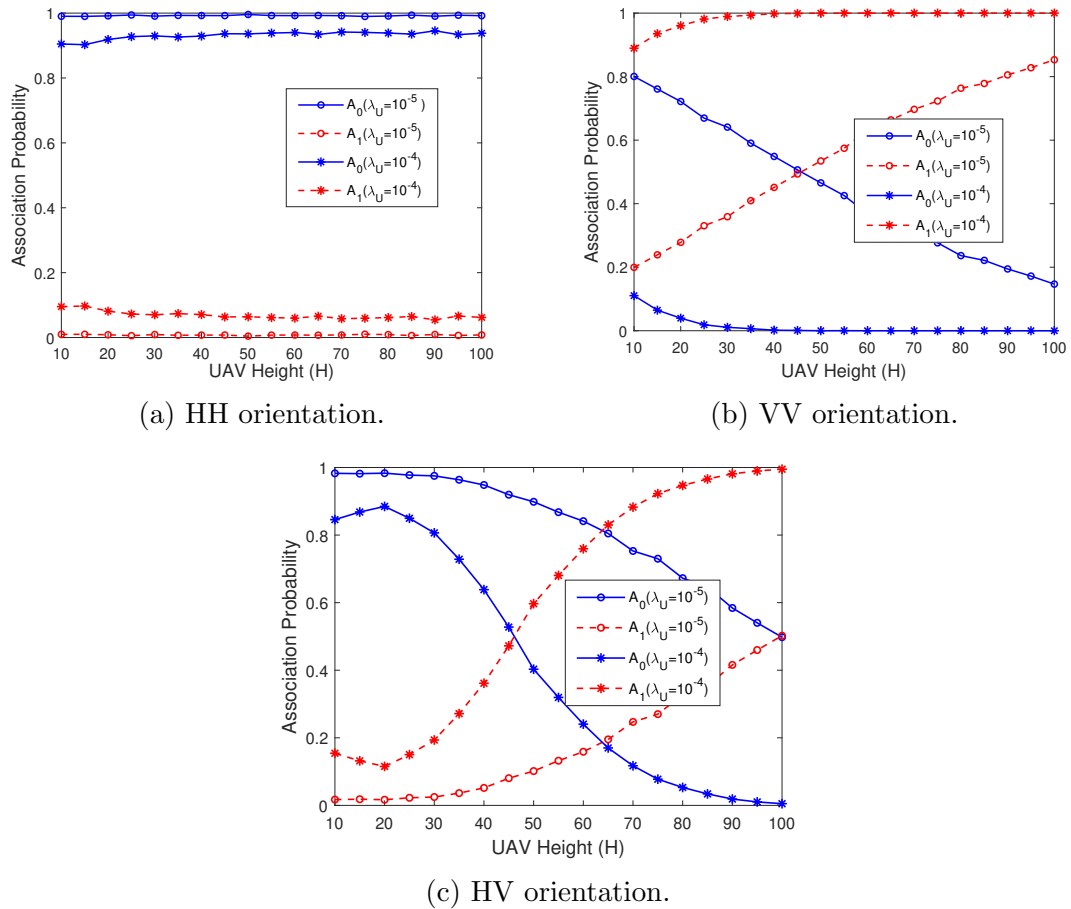 1
0.8
0.6
0.4
0.2
0
Association Probability
A0(λU=10-5 )
A1(λU=10-5)
A0(λU=10-4)
A1(λU=10-4)
10 20 30 40 50 60 70 80 90 100
UAV Height (H)
(a) HH orientation.
1
0.8
0.6
0.4
0.2
0
Association Probability
A0(λU=10-5)
A1(λU=10-5)
A0(λU=10-4)
A1(λU=10-4)
10 20 30 40 50 60 70 80 90 100
UAV Height (H)
(b) VV orientation.
1
0.8
0.6
0.4
0.2
0
Association Probability
A0(λU=10-5)
A1(λU=10-5)
A0(λU=10-4)
A1(λU=10-4)
10 20 30 40 50 60 70 80 90 100
UAV Height (H)
(c) HV orientation.